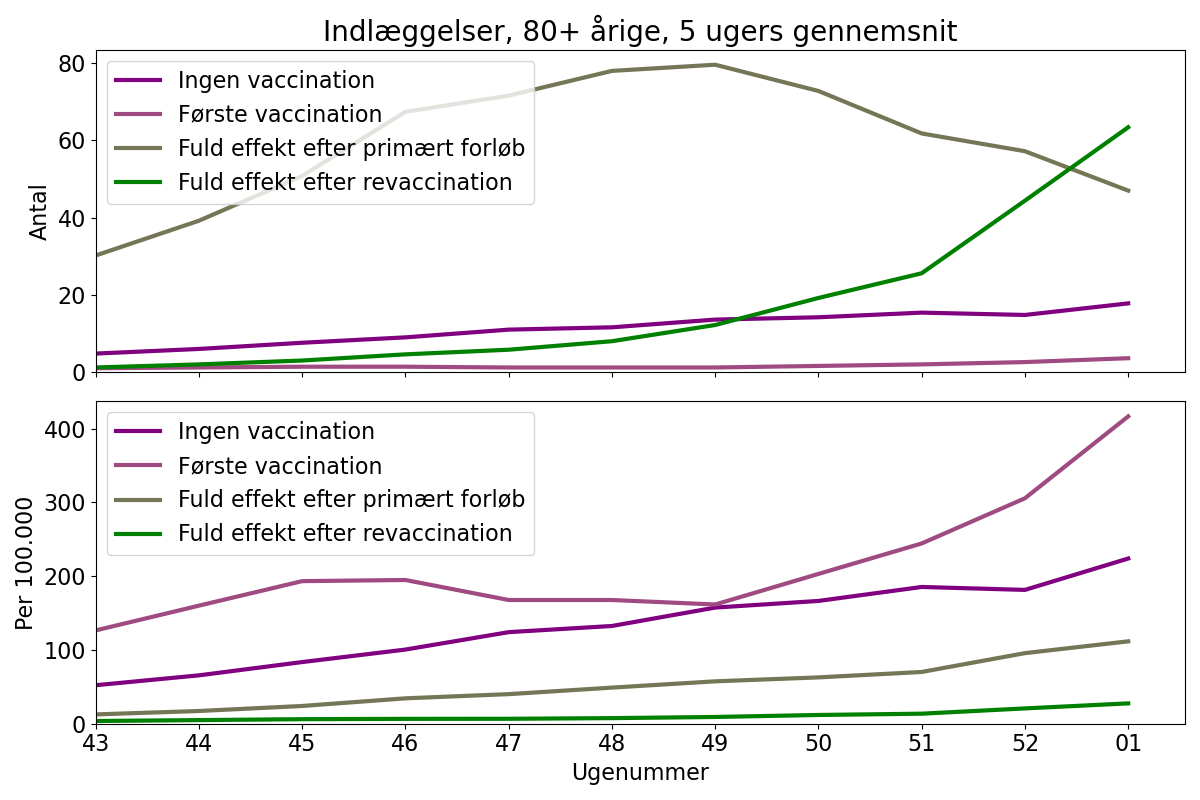 Indlæggelser, 80+ årige, 5 ugers gennemsnit
Antal
80
60
40
20
0
Ingen vaccination
Første vaccination
Fuld effekt efter primært forløb
Fuld effekt efter revaccination
Per 100.000
400
300
200
100
0
Ingen vaccination
Første vaccination
Fuld effekt efter primært forløb
Fuld effekt efter revaccination
43 44 45 46 47 48 49 50 51 52 01
Ugenummer